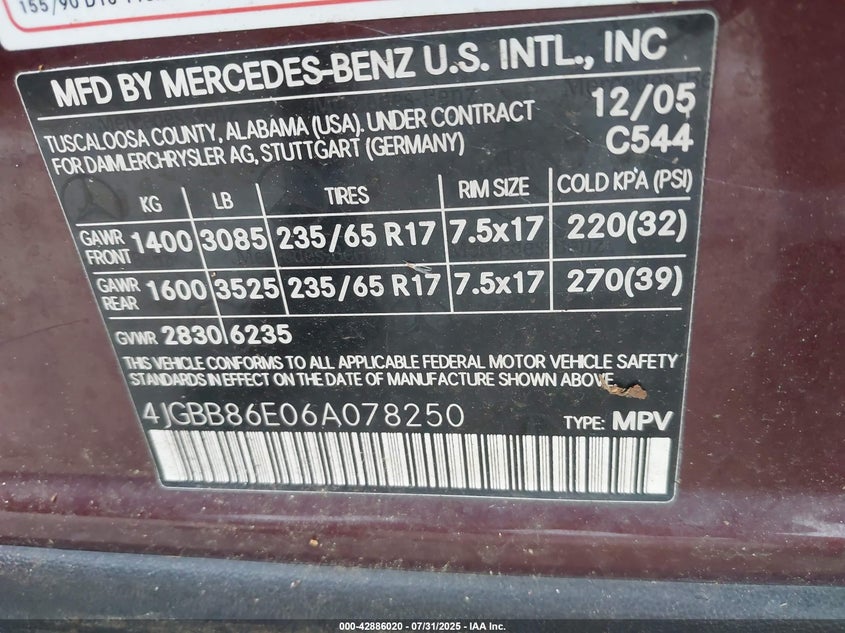 155/90 D18
MFD BY MERCEDES-BENZ U.S. INTL., INC
TUSCALOOSA COUNTY, ALABAMA (USA). UNDER CONTRACT 12/05
FOR DAIMLERCHRYSLER AG, STUTTGART (GERMANY) C544
KG LB TIRES RIM SIZE COLD KP'A (PSI)
GAWR FRONT 1400 3085 235/65 R17 7.5x17 220(32)
GAWR REAR 1600 3525 235/65 R17 7.5x17 270(39)
GVWR 2830/6235
THIS VEHICLE CONFORMS TO ALL APPLICABLE FEDERAL MOTOR VEHICLE SAFETY
STANDARDS IN EFFECT ON THE DATE OF MANUFACTURE SHOWN ABOVE.
4JGBB86E06A078250 TYPE: MPV
000-42886020 - 07/31/2025 - IAA Inc.